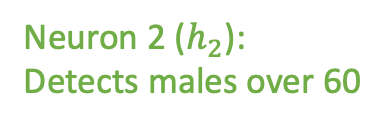 Neuron 2 (h₂):
Detects males over 60